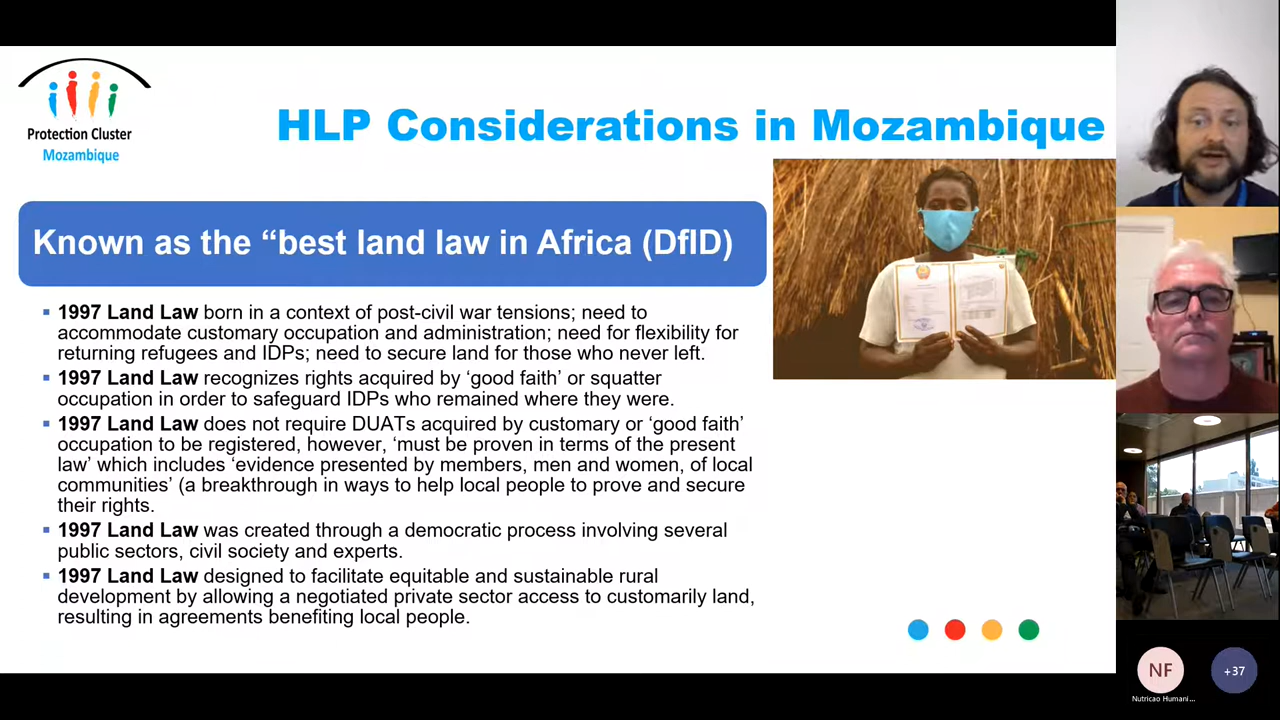 Protection Cluster
Mozambique
HLP Considerations in Mozambique
Known as the “best land law in Africa (DfID)
1997 Land Law born in a context of post-civil war tensions; need to
accommodate customary occupation and administration; need for flexibility for
returning refugees and IDPs; need to secure land for those who never left.
1997 Land Law recognizes rights acquired by ‘good faith’ or squatter
occupation in order to safeguard IDPs who remained where they were.
1997 Land Law does not require DUATs acquired by customary or ‘good faith’
occupation to be registered, however, ‘must be proven in terms of the present
law’ which includes ‘evidence presented by members, men and women, of local
communities’ (a breakthrough in ways to help local people to prove and secure
their rights.
1997 Land Law was created through a democratic process involving several
public sectors, civil society and experts.
1997 Land Law designed to facilitate equitable and sustainable rural
development by allowing a negotiated private sector access to customarily land,
resulting in agreements benefiting local people.
NF
+37
Nutricao Humani...